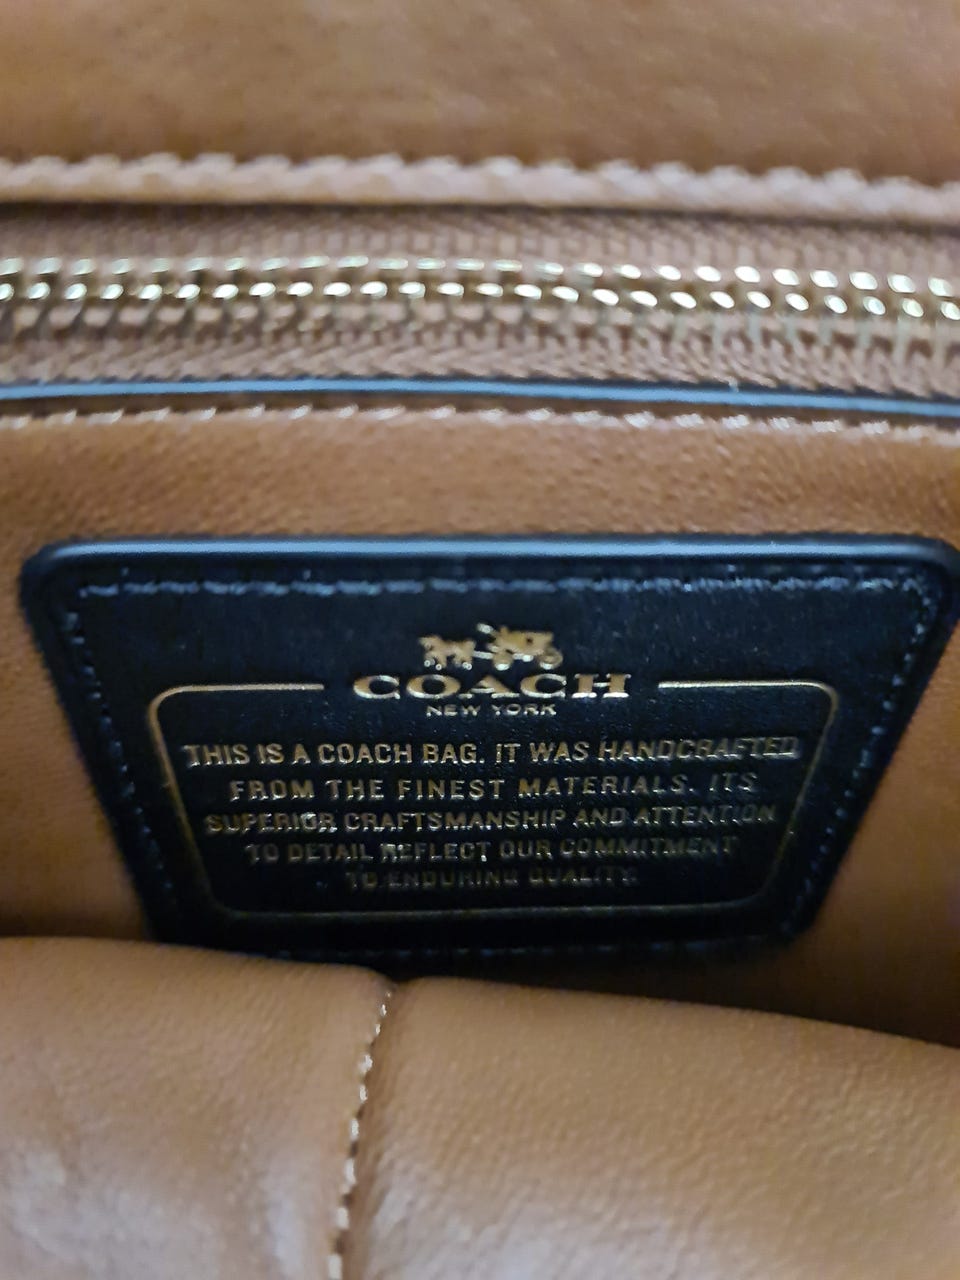 COACH
NEW YORK
THIS IS A COACH BAG. IT WAS HANDCRAFTED
FROM THE FINEST MATERIALS. ITS
SUPERIOR CRAFTSMANSHIP AND ATTENTION
TO DETAIL REFLECT OUR COMMITMENT
TO ENDURING QUALITY.